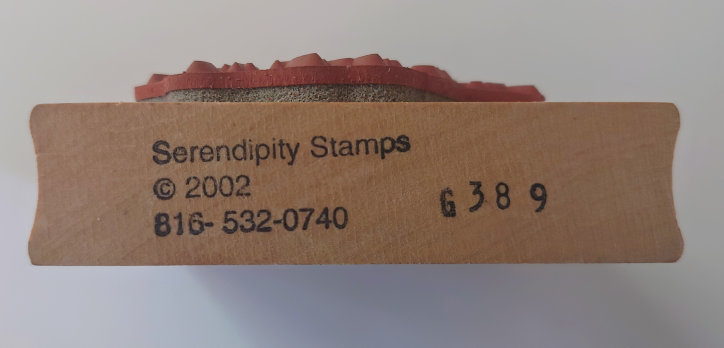 Serendipity Stamps
© 2002
816- 532-0740
G389